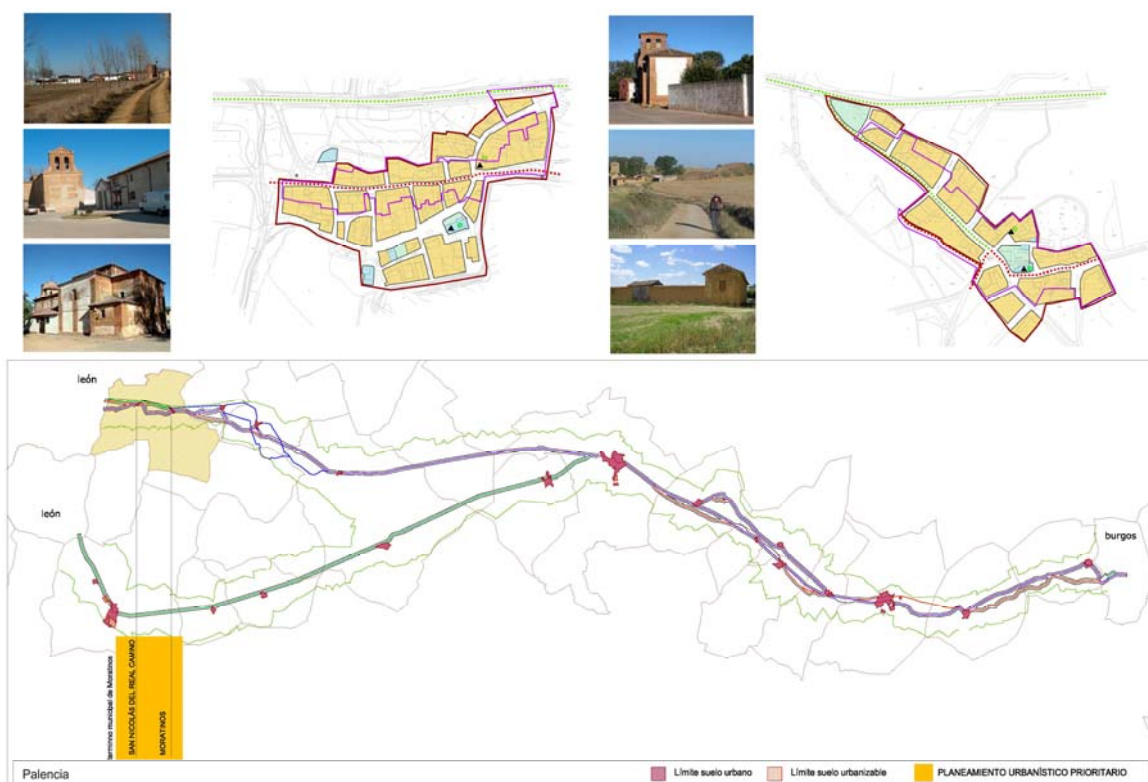 león
león
burgos
terminno municipal de Moratinos
SAN NICOLÁS DEL REAL CAMINO
MORATINOS
Palencia
Límite suelo urbano
Límite suelo urbanizable
PLANEAMIENTO URBANÍSTICO PRIORITARIO